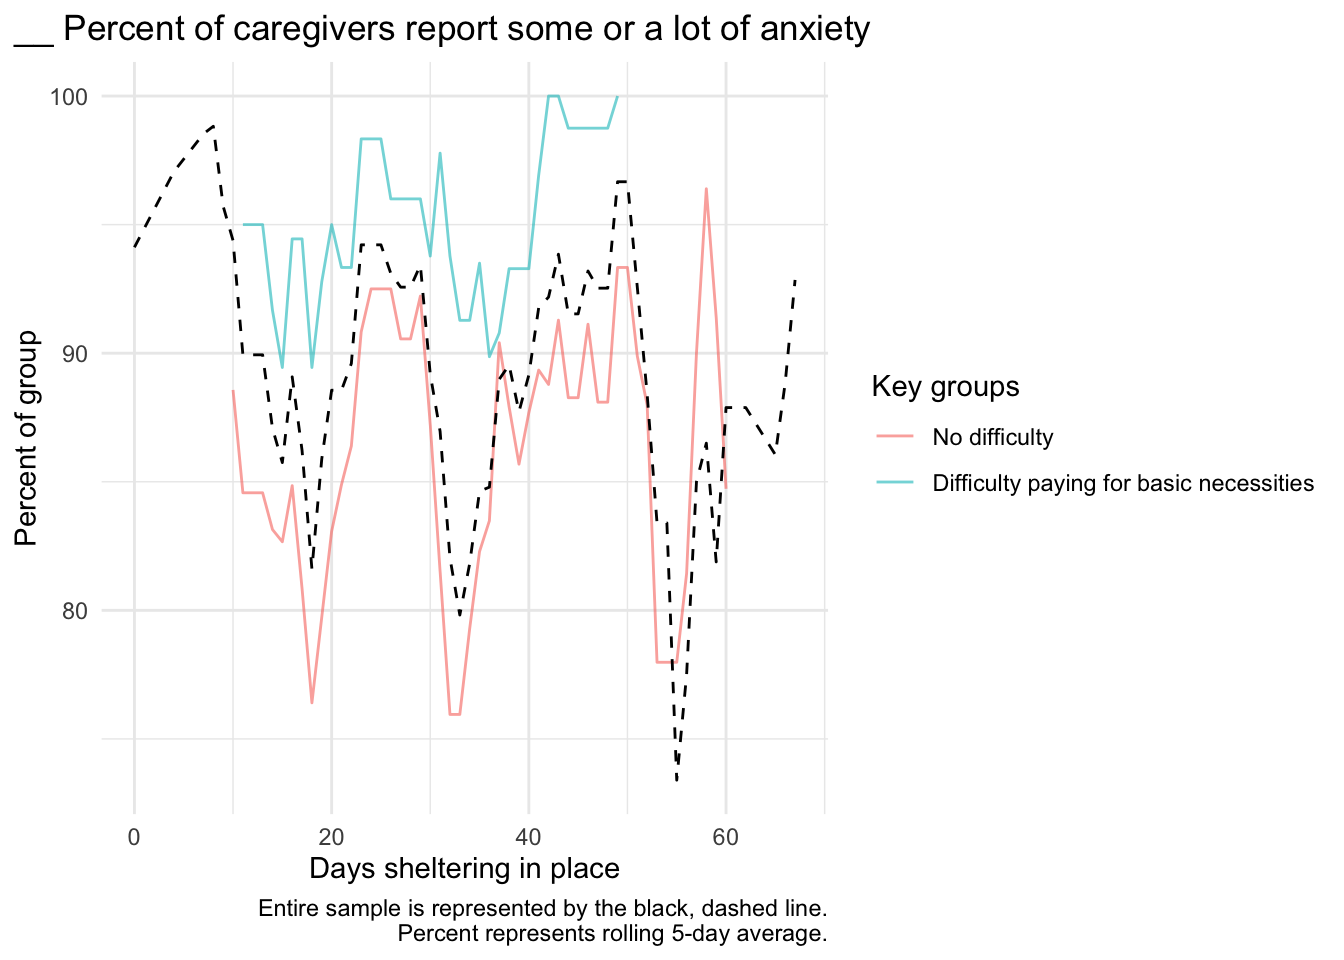 __ Percent of caregivers report some or a lot of anxiety
100
90
80
Percent of group
0 20 40 60
Days sheltering in place
Key groups
No difficulty
Difficulty paying for basic necessities
Entire sample is represented by the black, dashed line.
Percent represents rolling 5-day average.